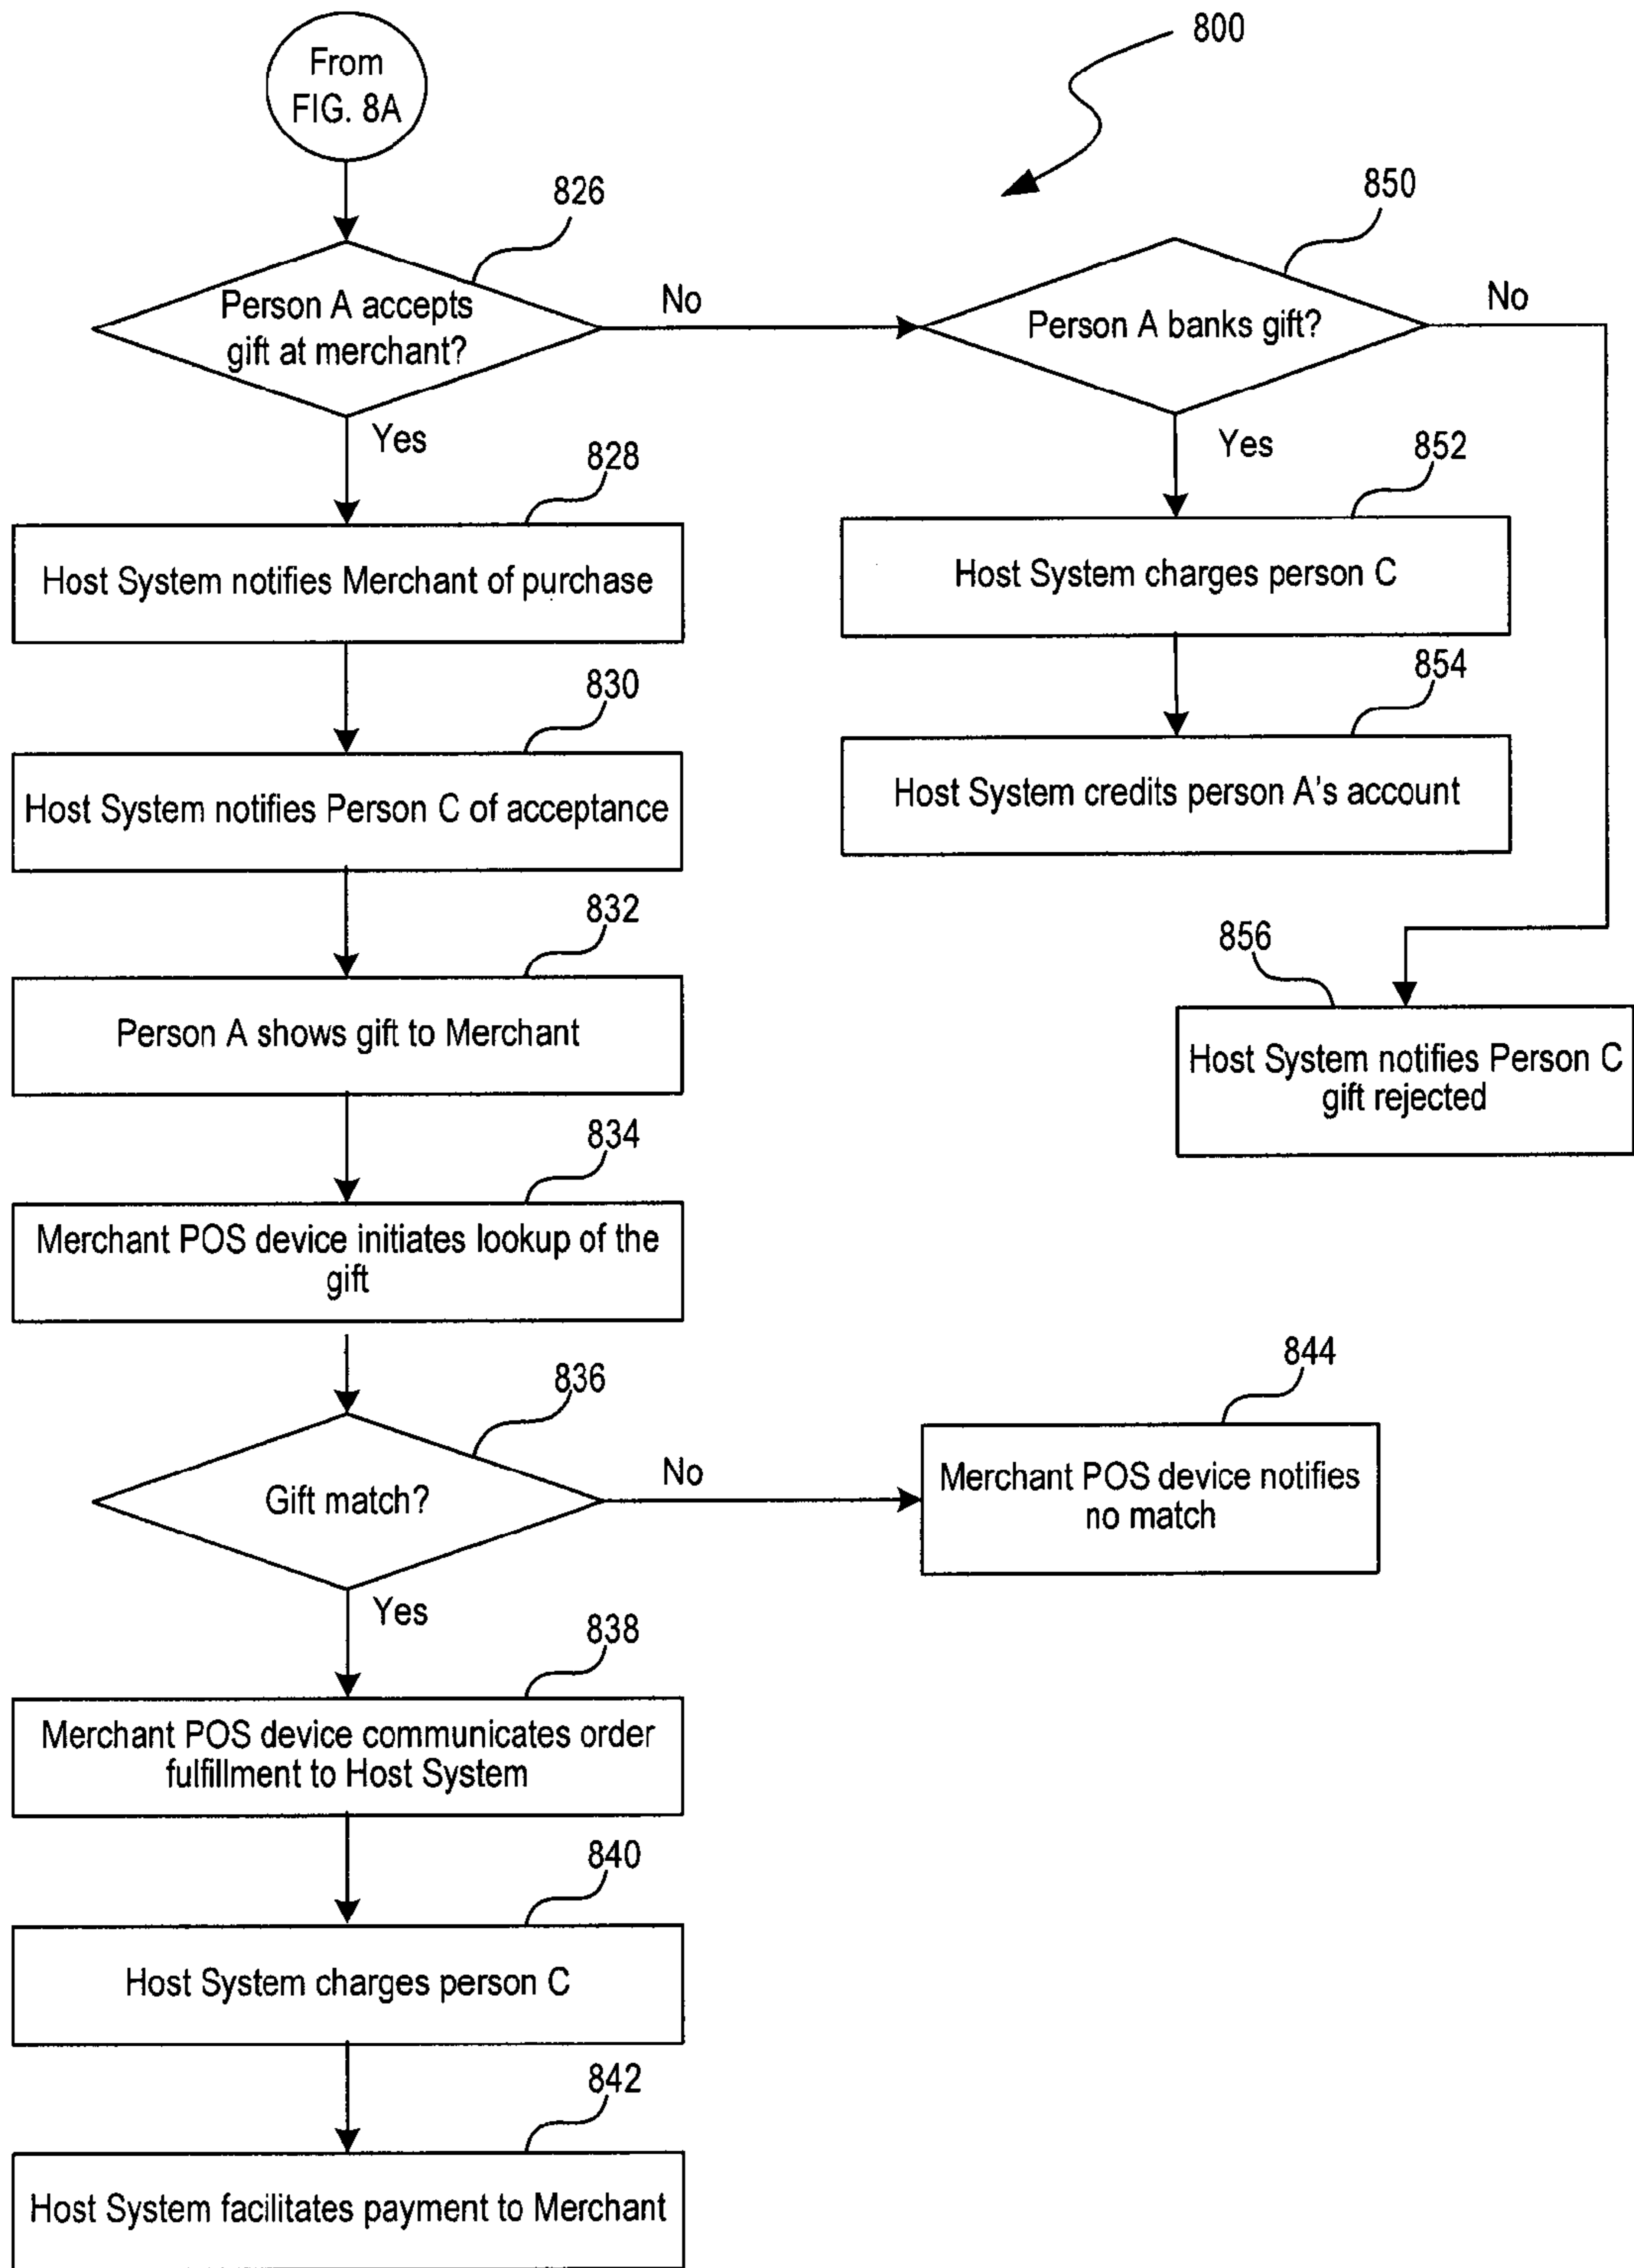 From
FIG. 8A
800
826
Person A accepts
gift at merchant?
No
850
Person A banks gift?
No
Yes
828
Host System notifies Merchant of purchase
Yes
852
Host System charges person C
830
Host System notifies Person C of acceptance
854
Host System credits person A's account
832
Person A shows gift to Merchant
856
Host System notifies Person C
gift rejected
834
Merchant POS device initiates lookup of the
gift
836
Gift match?
No
844
Merchant POS device notifies
no match
Yes
838
Merchant POS device communicates order
fulfillment to Host System
840
Host System charges person C
842
Host System facilitates payment to Merchant